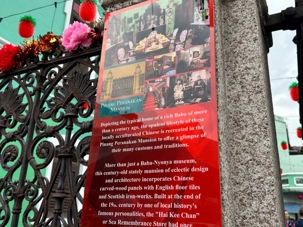 PINANG PERANAKAN
MANSION
Depicting the typical home of a rich Baba of more
than a century ago, the opulent lifestyle of these
locally acculturated Chinese is recreated in the
Pinang Peranakan Mansion to offer a glimpse of
their many customs and traditions.
More than just a Baba-Nyonya museum,
this century-old stately mansion of eclectic design
and architecture incorporates Chinese
carved-wood panels with English floor tiles
and Scottish iron-works. Built at the end of
the 19th century by one of local history's
famous personalities, the "Hai Kee Chan"
or Sea Remembrance Store had once